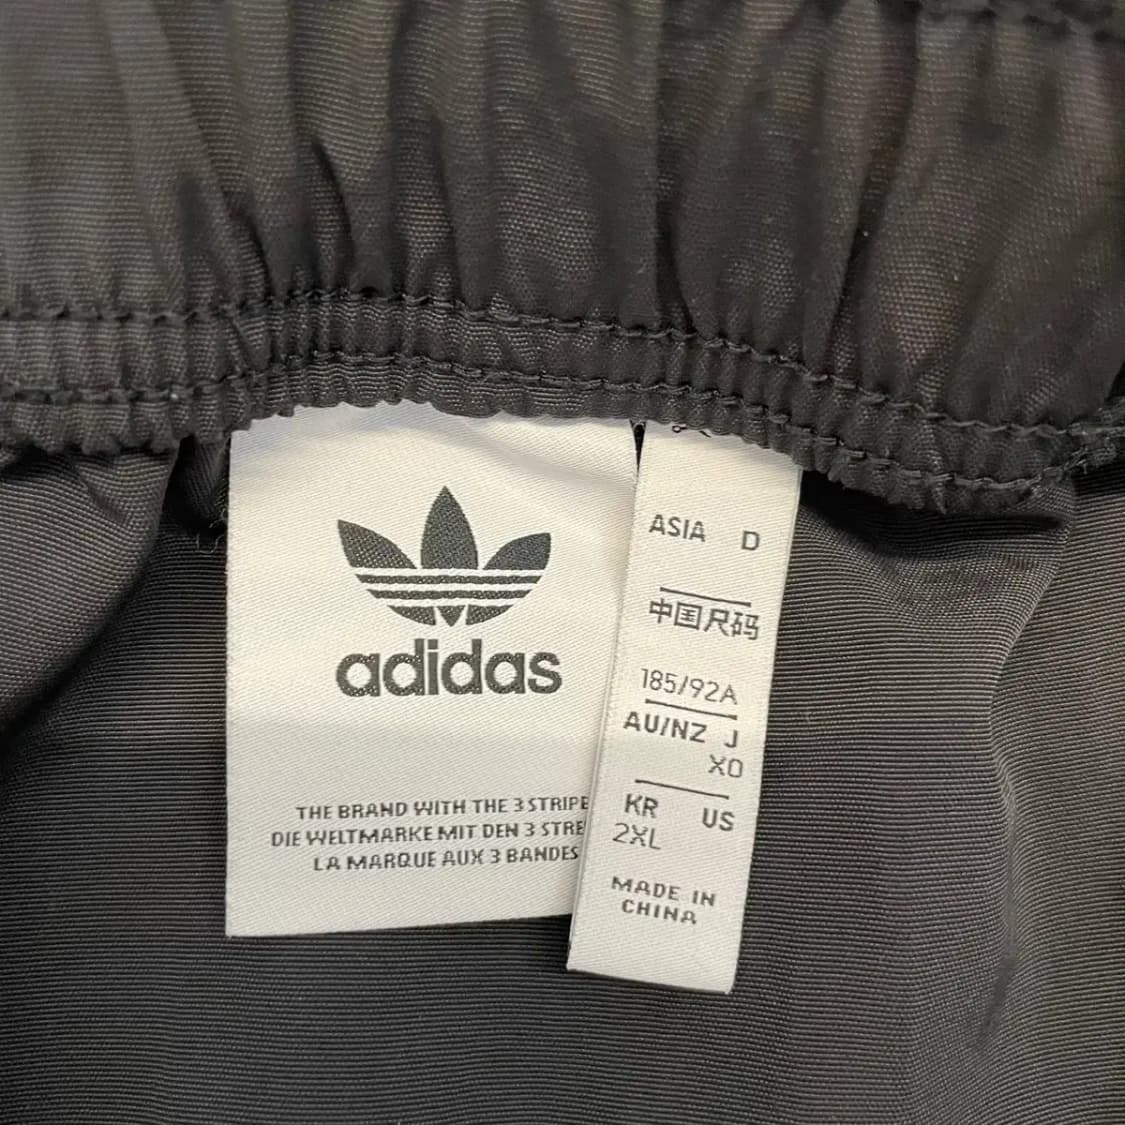 adidas
THE BRAND WITH THE 3 STRIPE
DIE WELTMARKE MIT DEN 3 STRE
LA MARQUE AUX 3 BANDES
ASIA D
中国尺码
185/92A
AU/NZ J
XO
KR US
2XL
MADE IN
CHINA